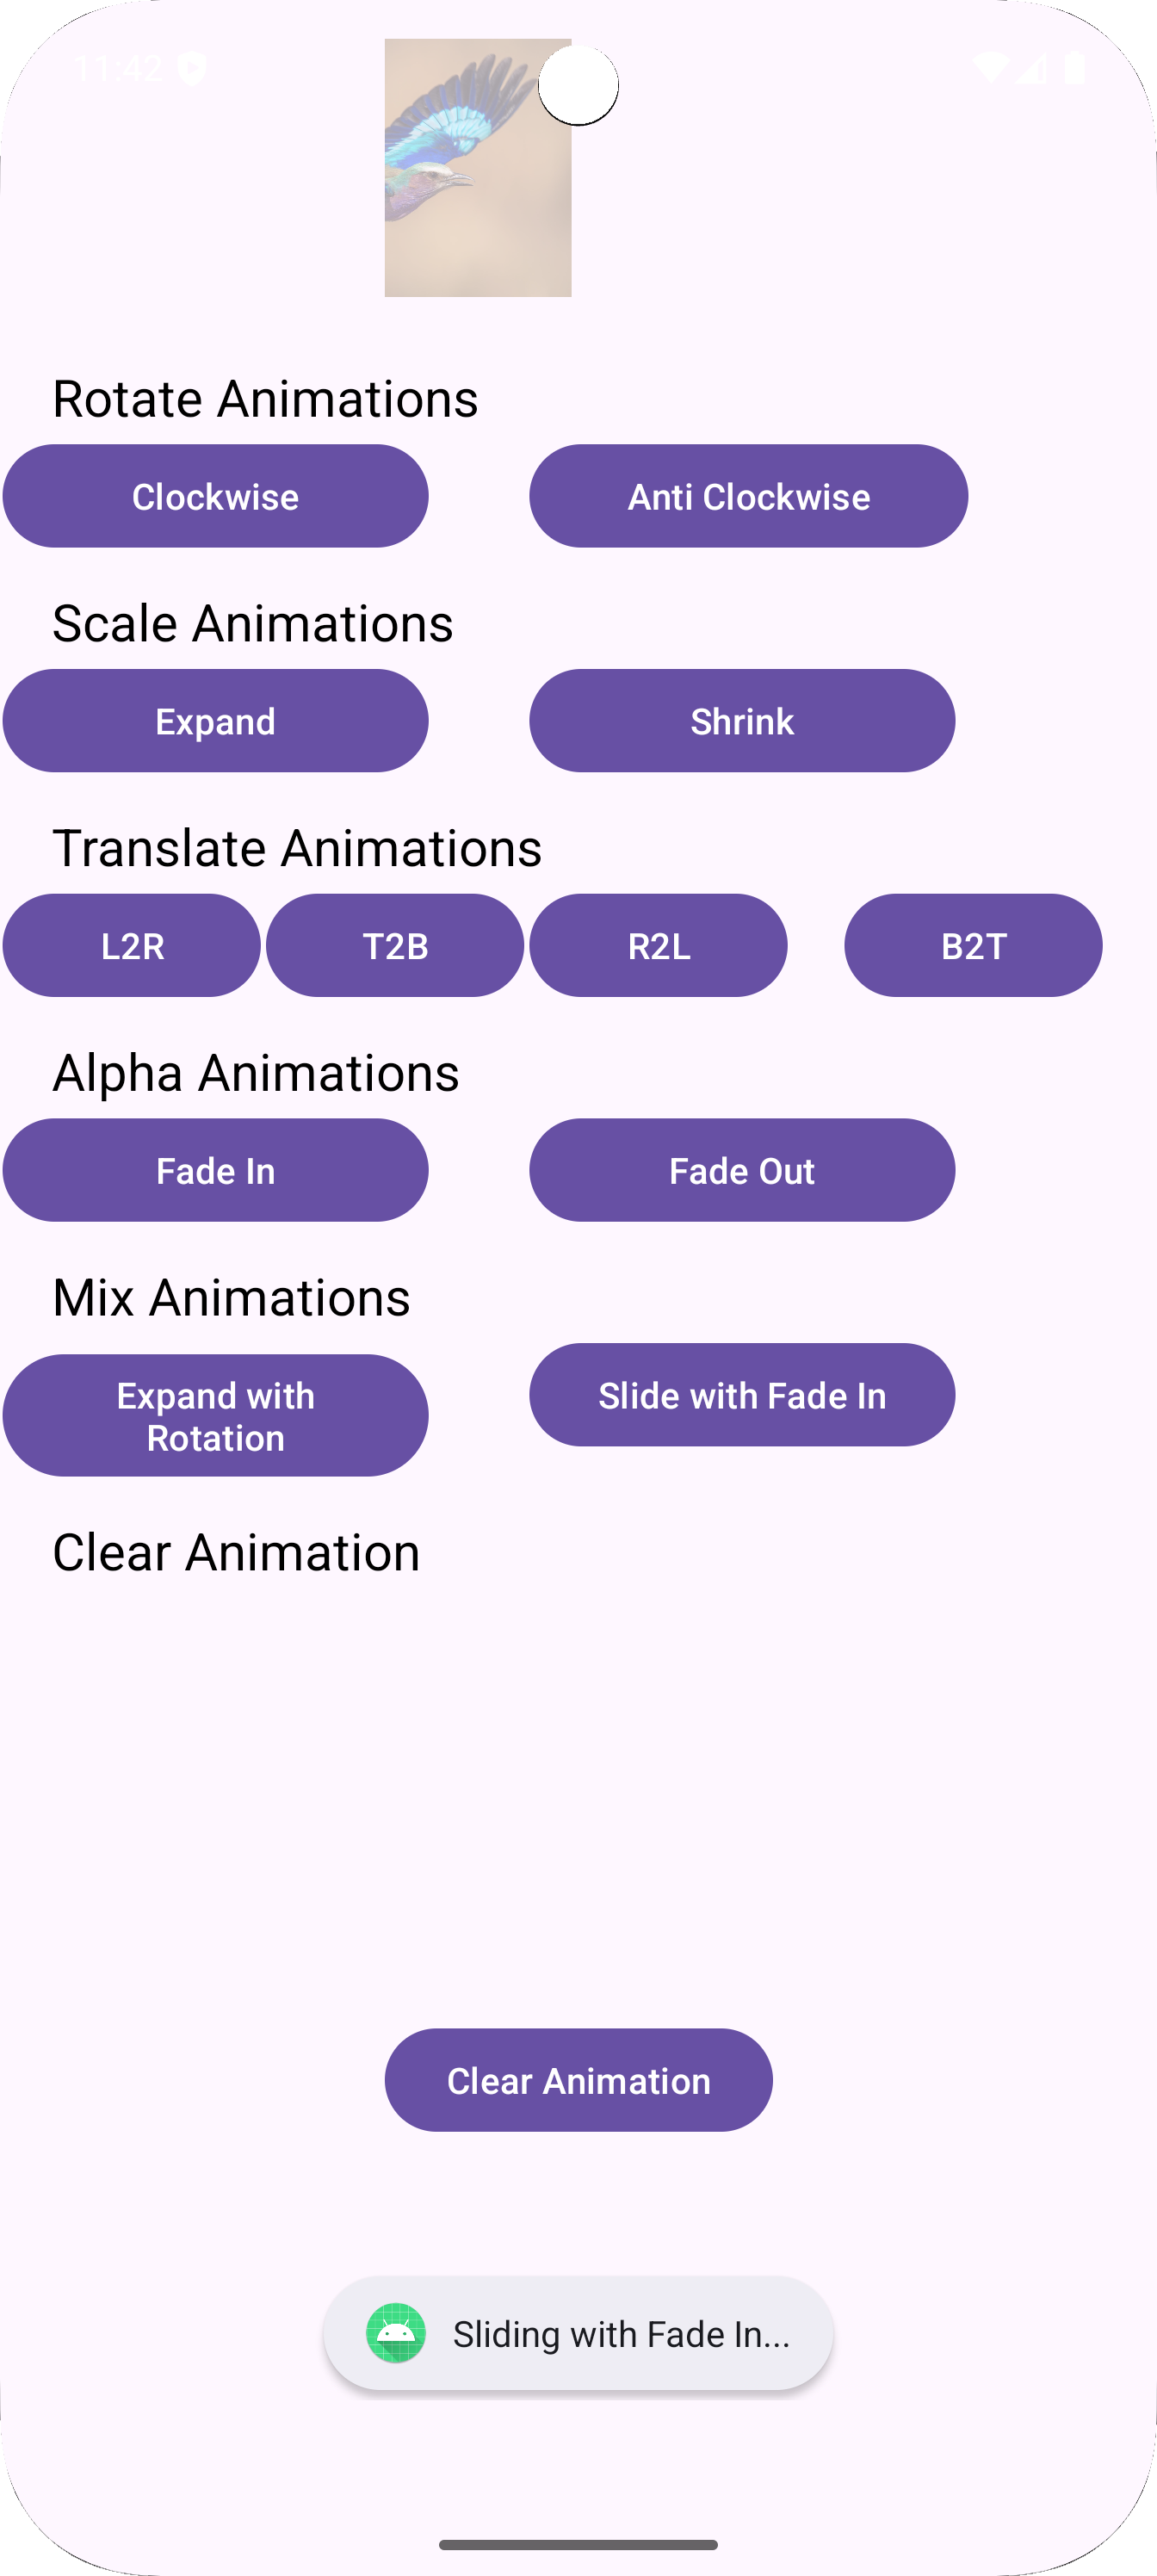 11:42
Rotate Animations
Clockwise
Anti Clockwise
Scale Animations
Expand
Shrink
Translate Animations
L2R
T2B
R2L
B2T
Alpha Animations
Fade In
Fade Out
Mix Animations
Expand with
Rotation
Slide with Fade In
Clear Animation
Clear Animation
Sliding with Fade In...